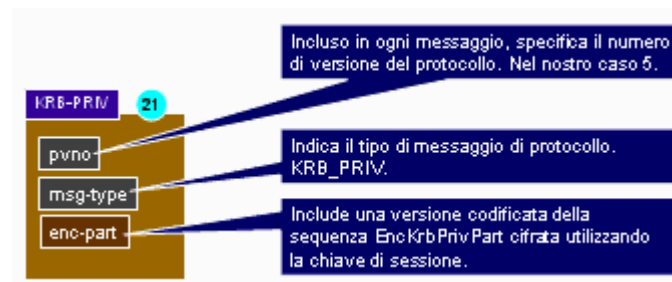 Incluso in ogni messaggio, specifica il numero
di versione del protocollo. Nel nostro caso 5.
KRB-PRIV 21
pvno
Indica il tipo di messaggio di protocollo.
KRB_PRIV.
msg-type
Include una versione codificata della
enc-part
sequenza EncKrbPrivPart cifrata utilizzando
la chiave di sessione.